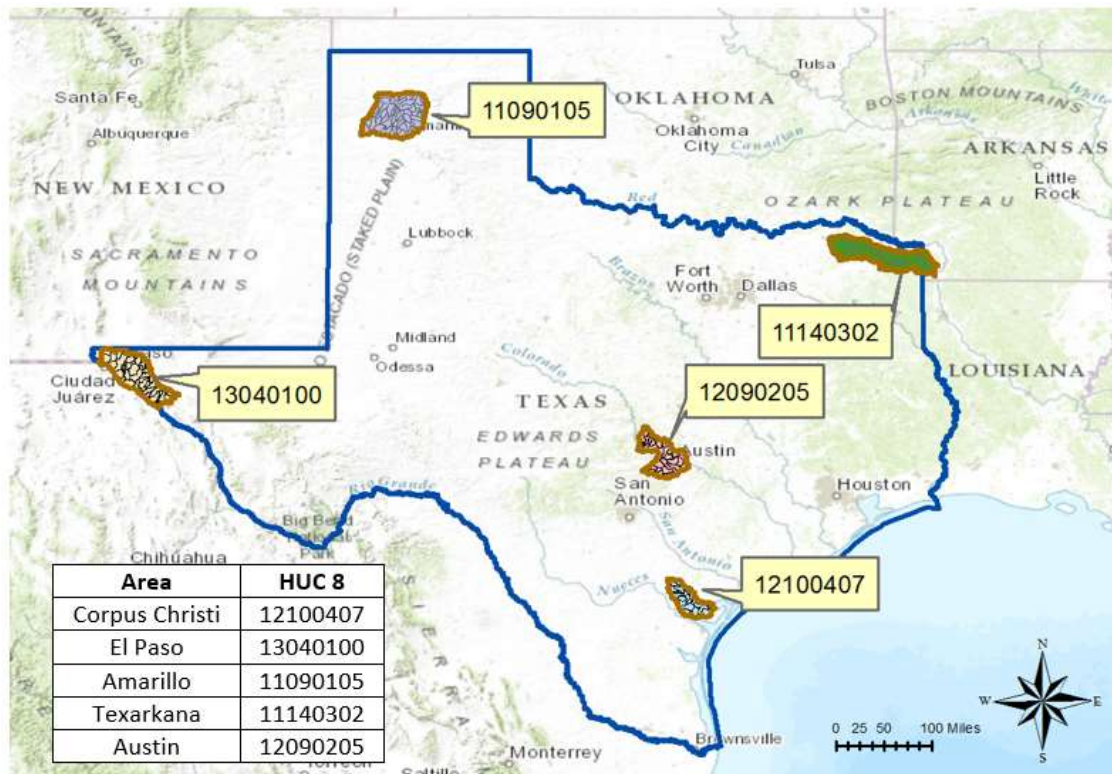 MOUNTAINS
Santa Fe
Albuquerque
NEW MEXICO
SACRAMENTO
MOUNTAINS
11090105
Lubbock
ESTACADO (STAKED PLAIN)
Midland
Odessa
Ciudad
Juárez
13040100
Tulsa
OKLAHOMA
Oklahoma
City
Canadian
BOSTON MOUNTAINS
White
Arkansas
ARKANSAS
Little
Rock
Red
OZARK PLATEAU
Brazos
Fort
Worth
Dallas
11140302
LOUISIANA
Colorado
TEXAS
12090205
EDWARDS
PLATEAU
Austin
San
Antonio
Houston
Rio Grande
Big Bend
National
Park
San Antonio
Nueces
12100407
Chihuahua
Area HUC 8
Corpus Christi 12100407
El Paso 13040100
Amarillo 11090105
Texarkana 11140302
Austin 12090205
Brownsville
Monterrey
Saltillo
N
W E
S
0 25 50 100 Miles